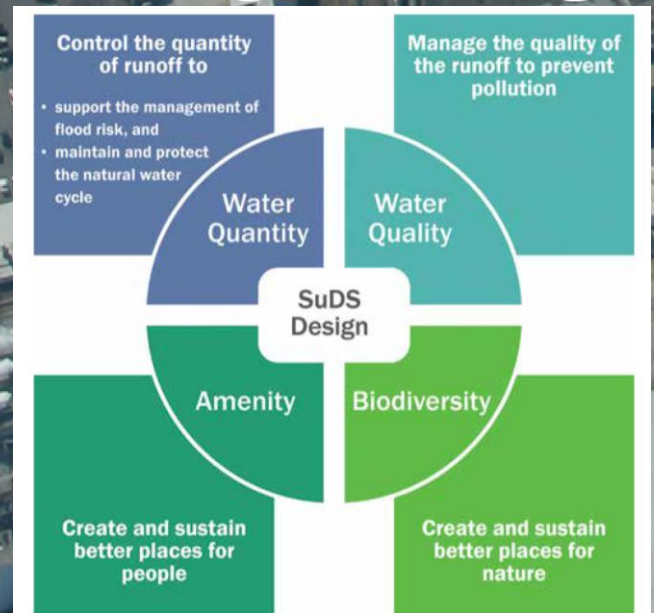 Control the quantity
of runoff to
• support the management of
flood risk, and
• maintain and protect
the natural water
cycle
Manage the quality of
the runoff to prevent
pollution
Water
Quantity
Water
Quality
SuDS
Design
Amenity
Biodiversity
Create and sustain
better places for
people
Create and sustain
better places for
nature